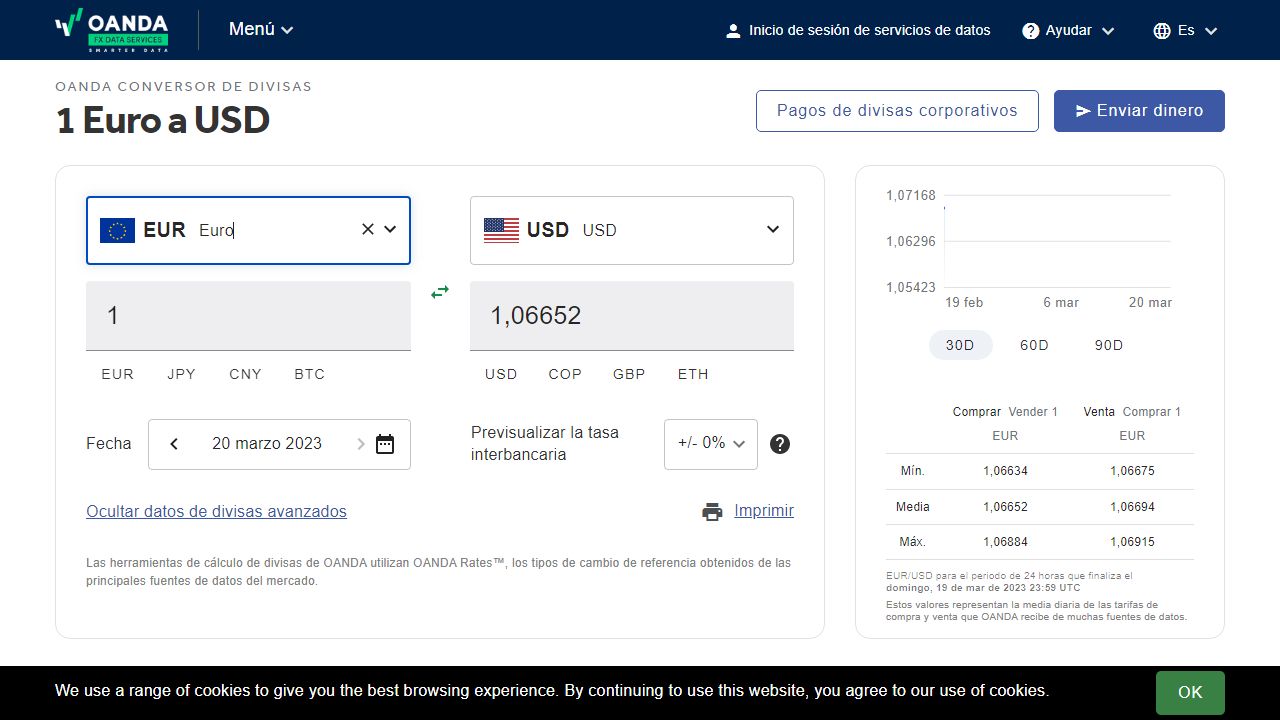 OANDA
FX DATA SERVICES
SMARTER DATA
Menú
Inicio de sesión de servicios de datos
Ayudar
Es
OANDA CONVERSOR DE DIVISAS
1 Euro a USD
Pagos de divisas corporativos
Enviar dinero
EUR Euro
USD USD
1
1,06652
EUR JPY CNY BTC
USD COP GBP ETH
Fecha
20 marzo 2023
Previsualizar la tasa
interbancaria
+/- 0%
Ocultar datos de divisas avanzados
Imprimir
Las herramientas de cálculo de divisas de OANDA utilizan OANDA Rates™, los tipos de cambio de referencia obtenidos de las
principales fuentes de datos del mercado.
1,07168
1,06296
1,05423
19 feb 6 mar 20 mar
30D 60D 90D
Comprar Vender 1 Venta Comprar 1
EUR EUR
Mín. 1,06634 1,06675
Media 1,06652 1,06694
Máx. 1,06884 1,06915
EUR/USD para el periodo de 24 horas que finaliza el
domingo, 19 de mar de 2023 23:59 UTC
Estos valores representan la media diaria de las tarifas de
compra y venta que OANDA recibe de muchas fuentes de datos.
We use a range of cookies to give you the best browsing experience. By continuing to use this website, you agree to our use of cookies.
OK